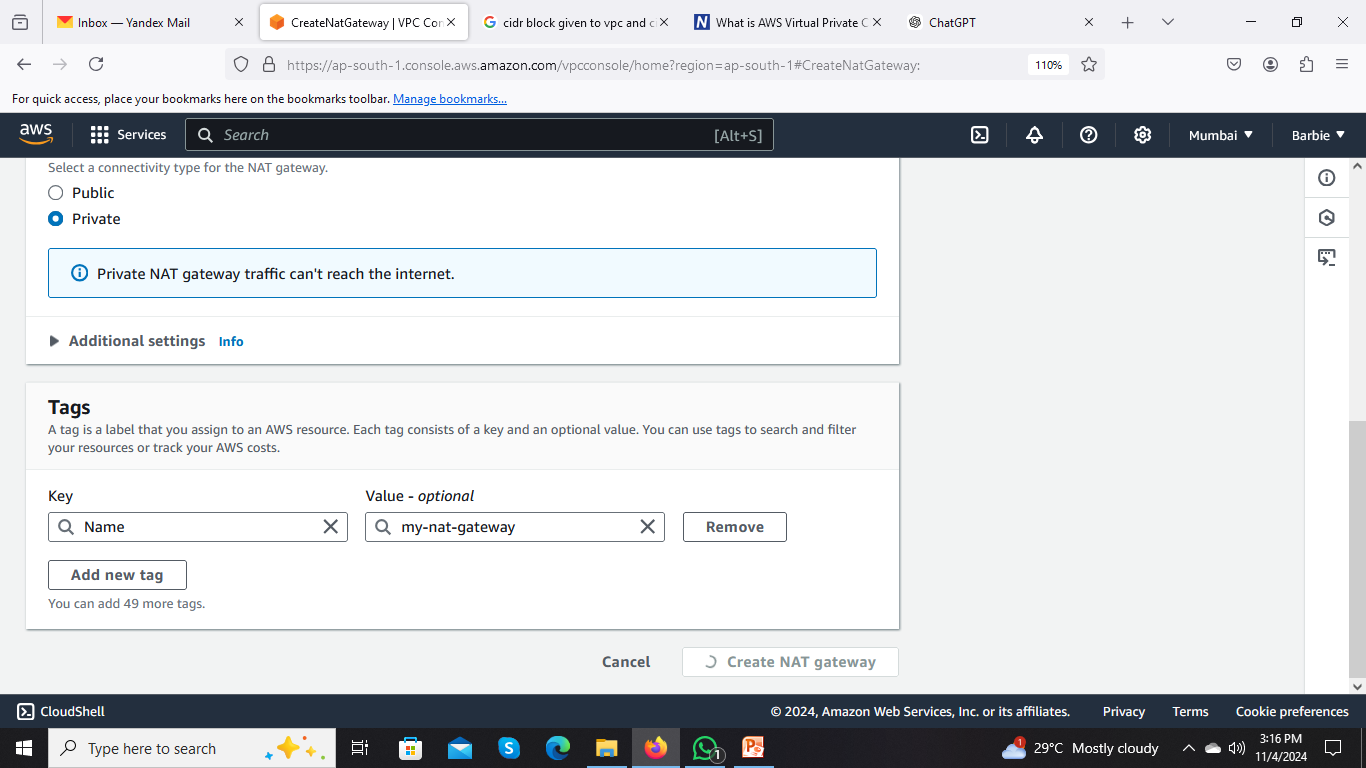 Inbox — Yandex Mail
CreateNatGateway | VPC Con
cidr block given to vpc and c
What is AWS Virtual Private C
ChatGPT
https://ap-south-1.console.aws.amazon.com/vpcconsole/home?region=ap-south-1#CreateNatGateway:
110%
For quick access, place your bookmarks here on the bookmarks toolbar. Manage bookmarks...
aws
Services
Search
[Alt+S]
Mumbai
Barbie
Select a connectivity type for the NAT gateway.
Public
Private
Private NAT gateway traffic can't reach the internet.
Additional settings Info
Tags
A tag is a label that you assign to an AWS resource. Each tag consists of a key and an optional value. You can use tags to search and filter
your resources or track your AWS costs.
Key
Value - optional
Name
my-nat-gateway
Remove
Add new tag
You can add 49 more tags.
Cancel
Create NAT gateway
CloudShell
© 2024, Amazon Web Services, Inc. or its affiliates.
Privacy
Terms
Cookie preferences
Type here to search
1
1
29°C Mostly cloudy
3:16 PM
11/4/2024